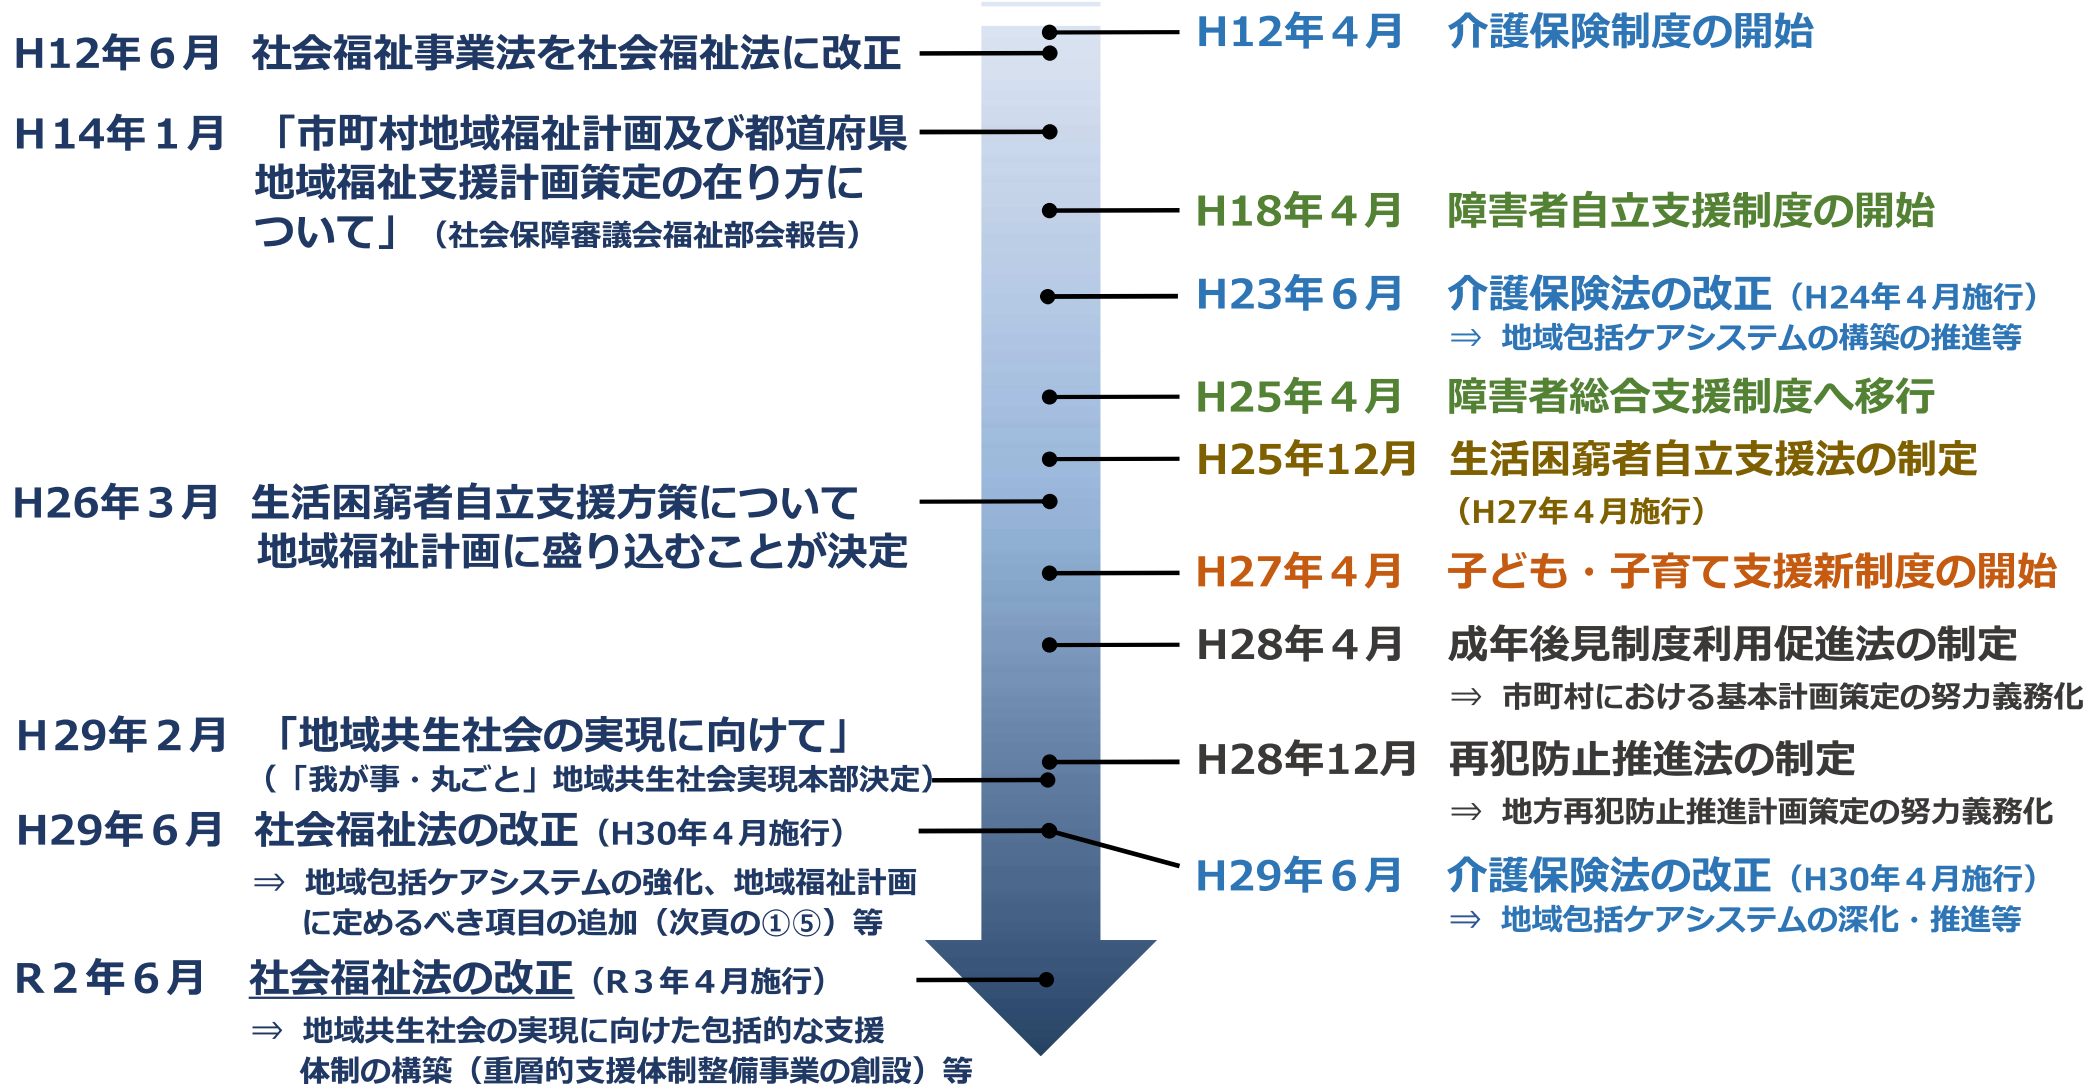 H12年６月　社会福祉事業法を社会福祉法に改正
H14年１月　「市町村地域福祉計画及び都道府県
地域福祉支援計画策定の在り方に
ついて」（社会保障審議会福祉部会報告）
H26年３月　生活困窮者自立支援方策について
地域福祉計画に盛り込むことが決定
H29年２月　「地域共生社会の実現に向けて」
（「我が事・丸ごと」地域共生社会実現本部決定）
H29年６月　社会福祉法の改正（H30年４月施行）
⇒　地域包括ケアシステムの強化、地域福祉計画
に定めるべき項目の追加（次頁の①⑤）等
R２年６月　社会福祉法の改正（R３年４月施行）
⇒　地域共生社会の実現に向けた包括的な支援
体制の構築（重層的支援体制整備事業の創設）等
H12年４月　介護保険制度の開始
H18年４月　障害者自立支援制度の開始
H23年６月　介護保険法の改正（H24年４月施行）
⇒　地域包括ケアシステムの構築の推進等
H25年４月　障害者総合支援制度へ移行
H25年12月　生活困窮者自立支援法の制定
（H27年４月施行）
H27年４月　子ども・子育て支援新制度の開始
H28年４月　成年後見制度利用促進法の制定
⇒　市町村における基本計画策定の努力義務化
H28年12月　再犯防止推進法の制定
⇒　地方再犯防止推進計画策定の努力義務化
H29年６月　介護保険法の改正（H30年４月施行）
⇒　地域包括ケアシステムの深化・推進等